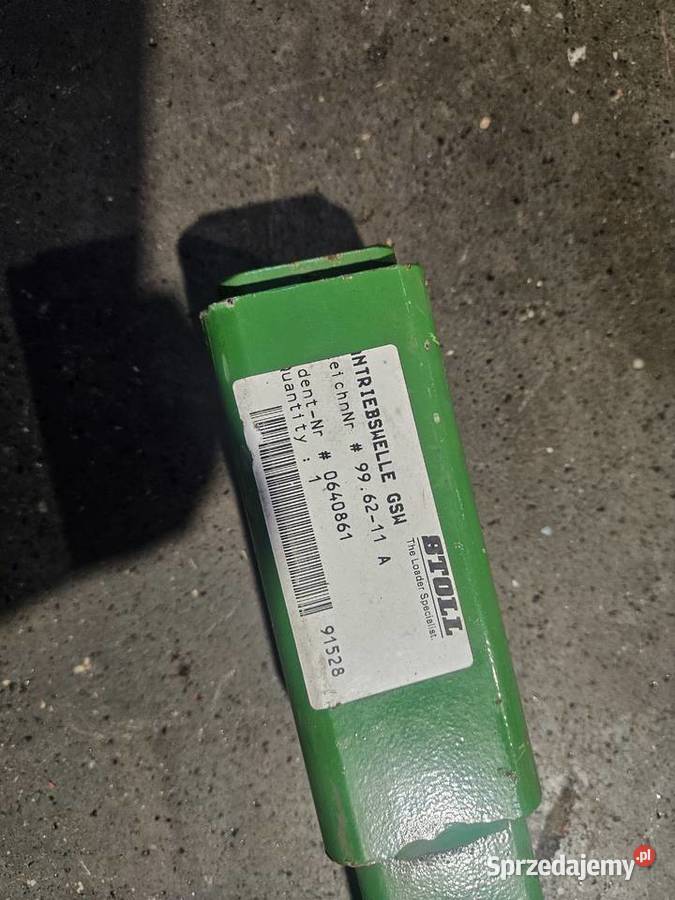 STOLL
The Loader Specialist.
NTRIEBSWELLE GSW
eichnNr # 99.62-11 A
dent-Nr # 0640861
uantity : 1
91528
Sprzedajemy.pl